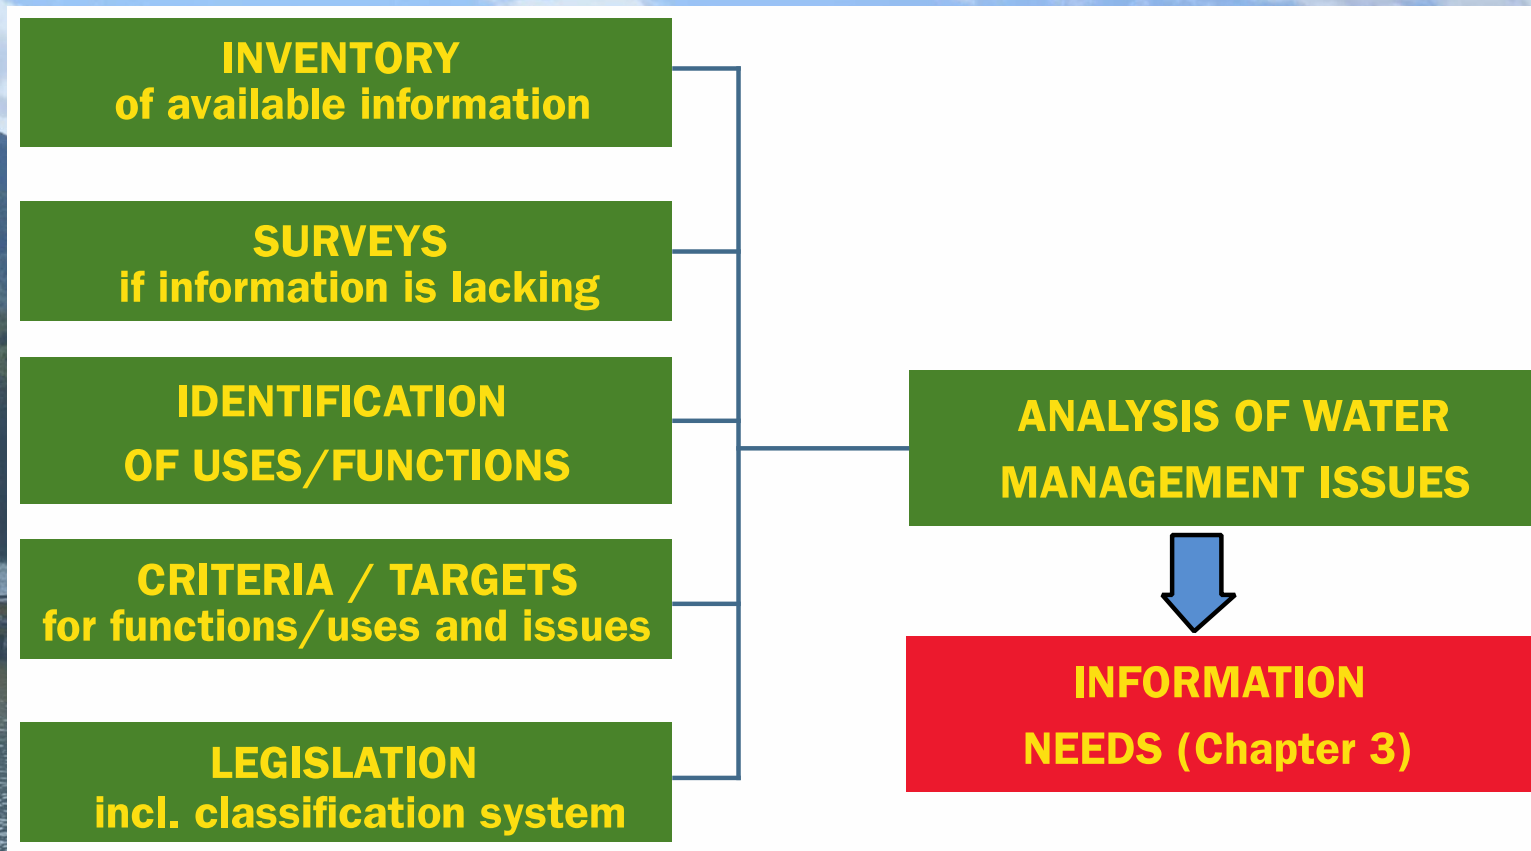 INVENTORY
of available information
SURVEYS
if information is lacking
IDENTIFICATION
OF USES/FUNCTIONS
CRITERIA / TARGETS
for functions/uses and issues
LEGISLATION
incl. classification system
ANALYSIS OF WATER
MANAGEMENT ISSUES
INFORMATION
NEEDS (Chapter 3)